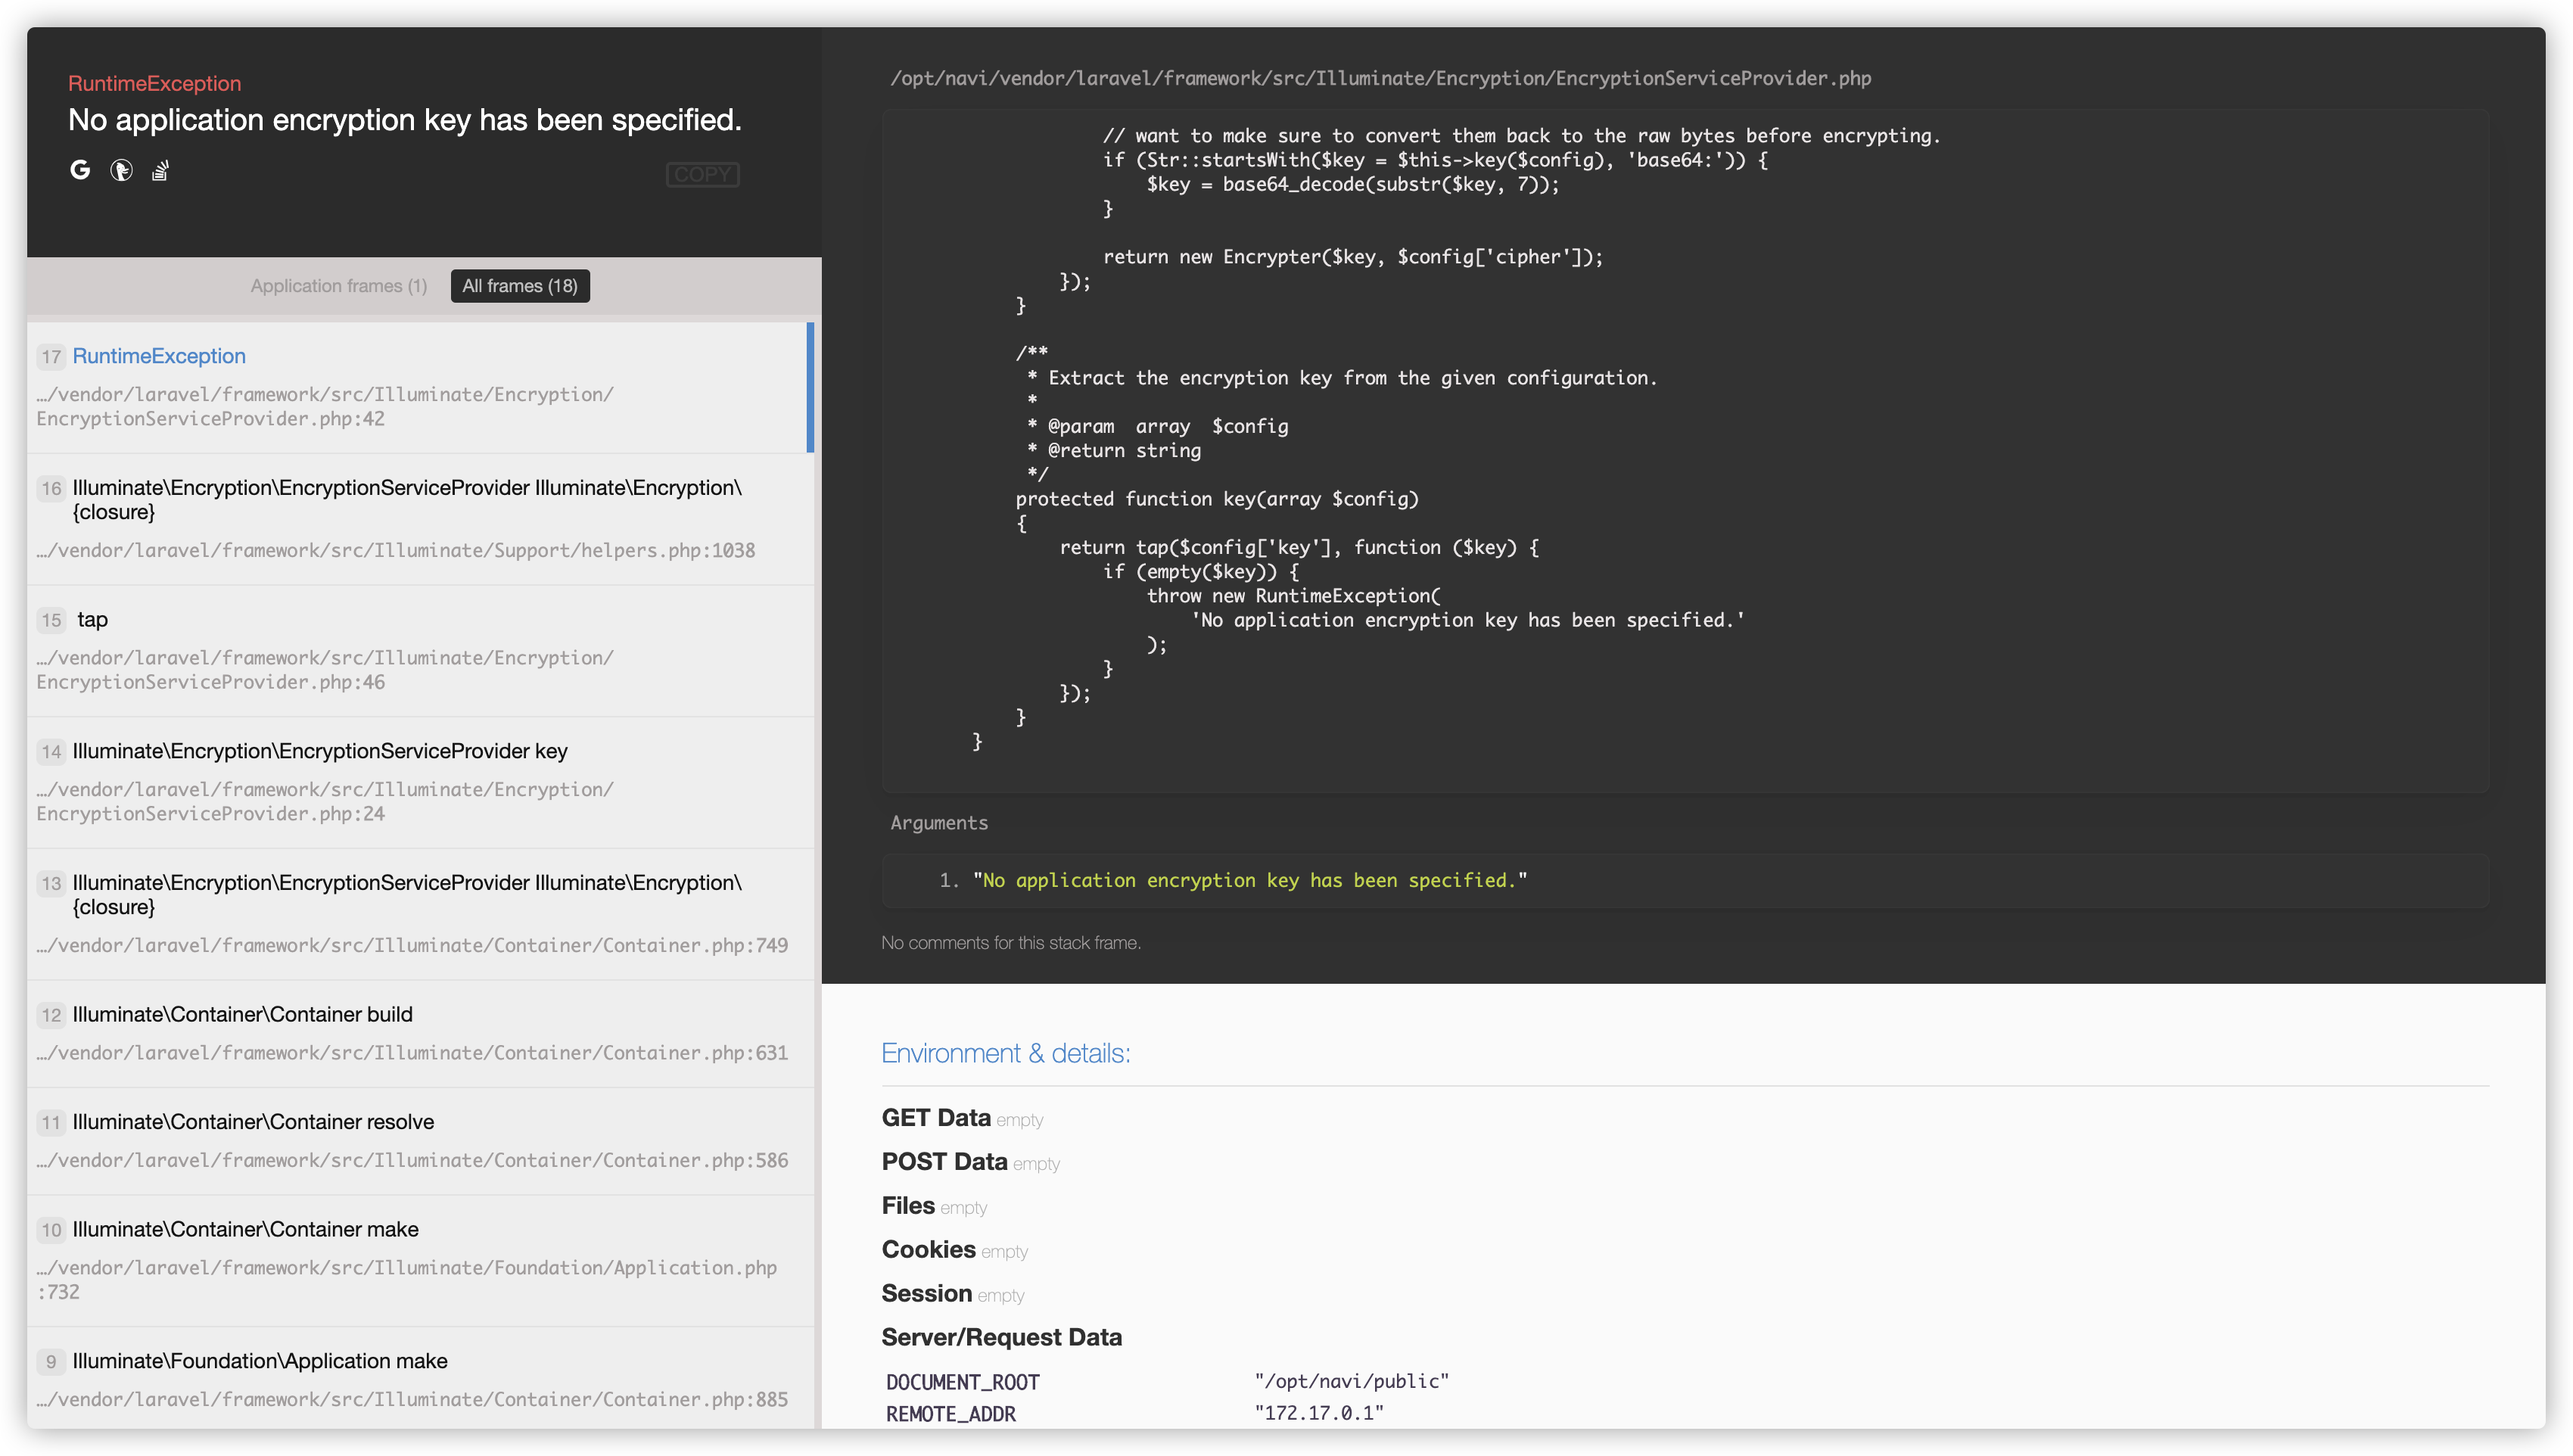 RuntimeException
No application encryption key has been specified.
COPY
Application frames (1)
All frames (18)
17 RuntimeException
…/vendor/laravel/framework/src/Illuminate/Encryption/
EncryptionServiceProvider.php:42
16 Illuminate\Encryption\EncryptionServiceProvider Illuminate\Encryption\
{closure}
…/vendor/laravel/framework/src/Illuminate/Support/helpers.php:1038
15 tap
…/vendor/laravel/framework/src/Illuminate/Encryption/
EncryptionServiceProvider.php:46
14 Illuminate\Encryption\EncryptionServiceProvider key
…/vendor/laravel/framework/src/Illuminate/Encryption/
EncryptionServiceProvider.php:24
13 Illuminate\Encryption\EncryptionServiceProvider Illuminate\Encryption\
{closure}
…/vendor/laravel/framework/src/Illuminate/Container/Container.php:749
12 Illuminate\Container\Container build
…/vendor/laravel/framework/src/Illuminate/Container/Container.php:631
11 Illuminate\Container\Container resolve
…/vendor/laravel/framework/src/Illuminate/Container/Container.php:586
10 Illuminate\Container\Container make
…/vendor/laravel/framework/src/Illuminate/Foundation/Application.php
:732
9 Illuminate\Foundation\Application make
…/vendor/laravel/framework/src/Illuminate/Container/Container.php:885
/opt/navi/vendor/laravel/framework/src/Illuminate/Encryption/EncryptionServiceProvider.php
// want to make sure to convert them back to the raw bytes before encrypting.
if (Str::startsWith($key = $this->key($config), 'base64:')) {
$key = base64_decode(substr($key, 7));
}
return new Encrypter($key, $config['cipher']);
});
}
/**
* Extract the encryption key from the given configuration.
*
* @param  array  $config
* @return string
*/
protected function key(array $config)
{
return tap($config['key'], function ($key) {
if (empty($key)) {
throw new RuntimeException(
'No application encryption key has been specified.'
);
}
});
}
}
Arguments
1. "No application encryption key has been specified."
No comments for this stack frame.
Environment & details:
GET Data empty
POST Data empty
Files empty
Cookies empty
Session empty
Server/Request Data
DOCUMENT_ROOT "/opt/navi/public"
REMOTE_ADDR "172.17.0.1"